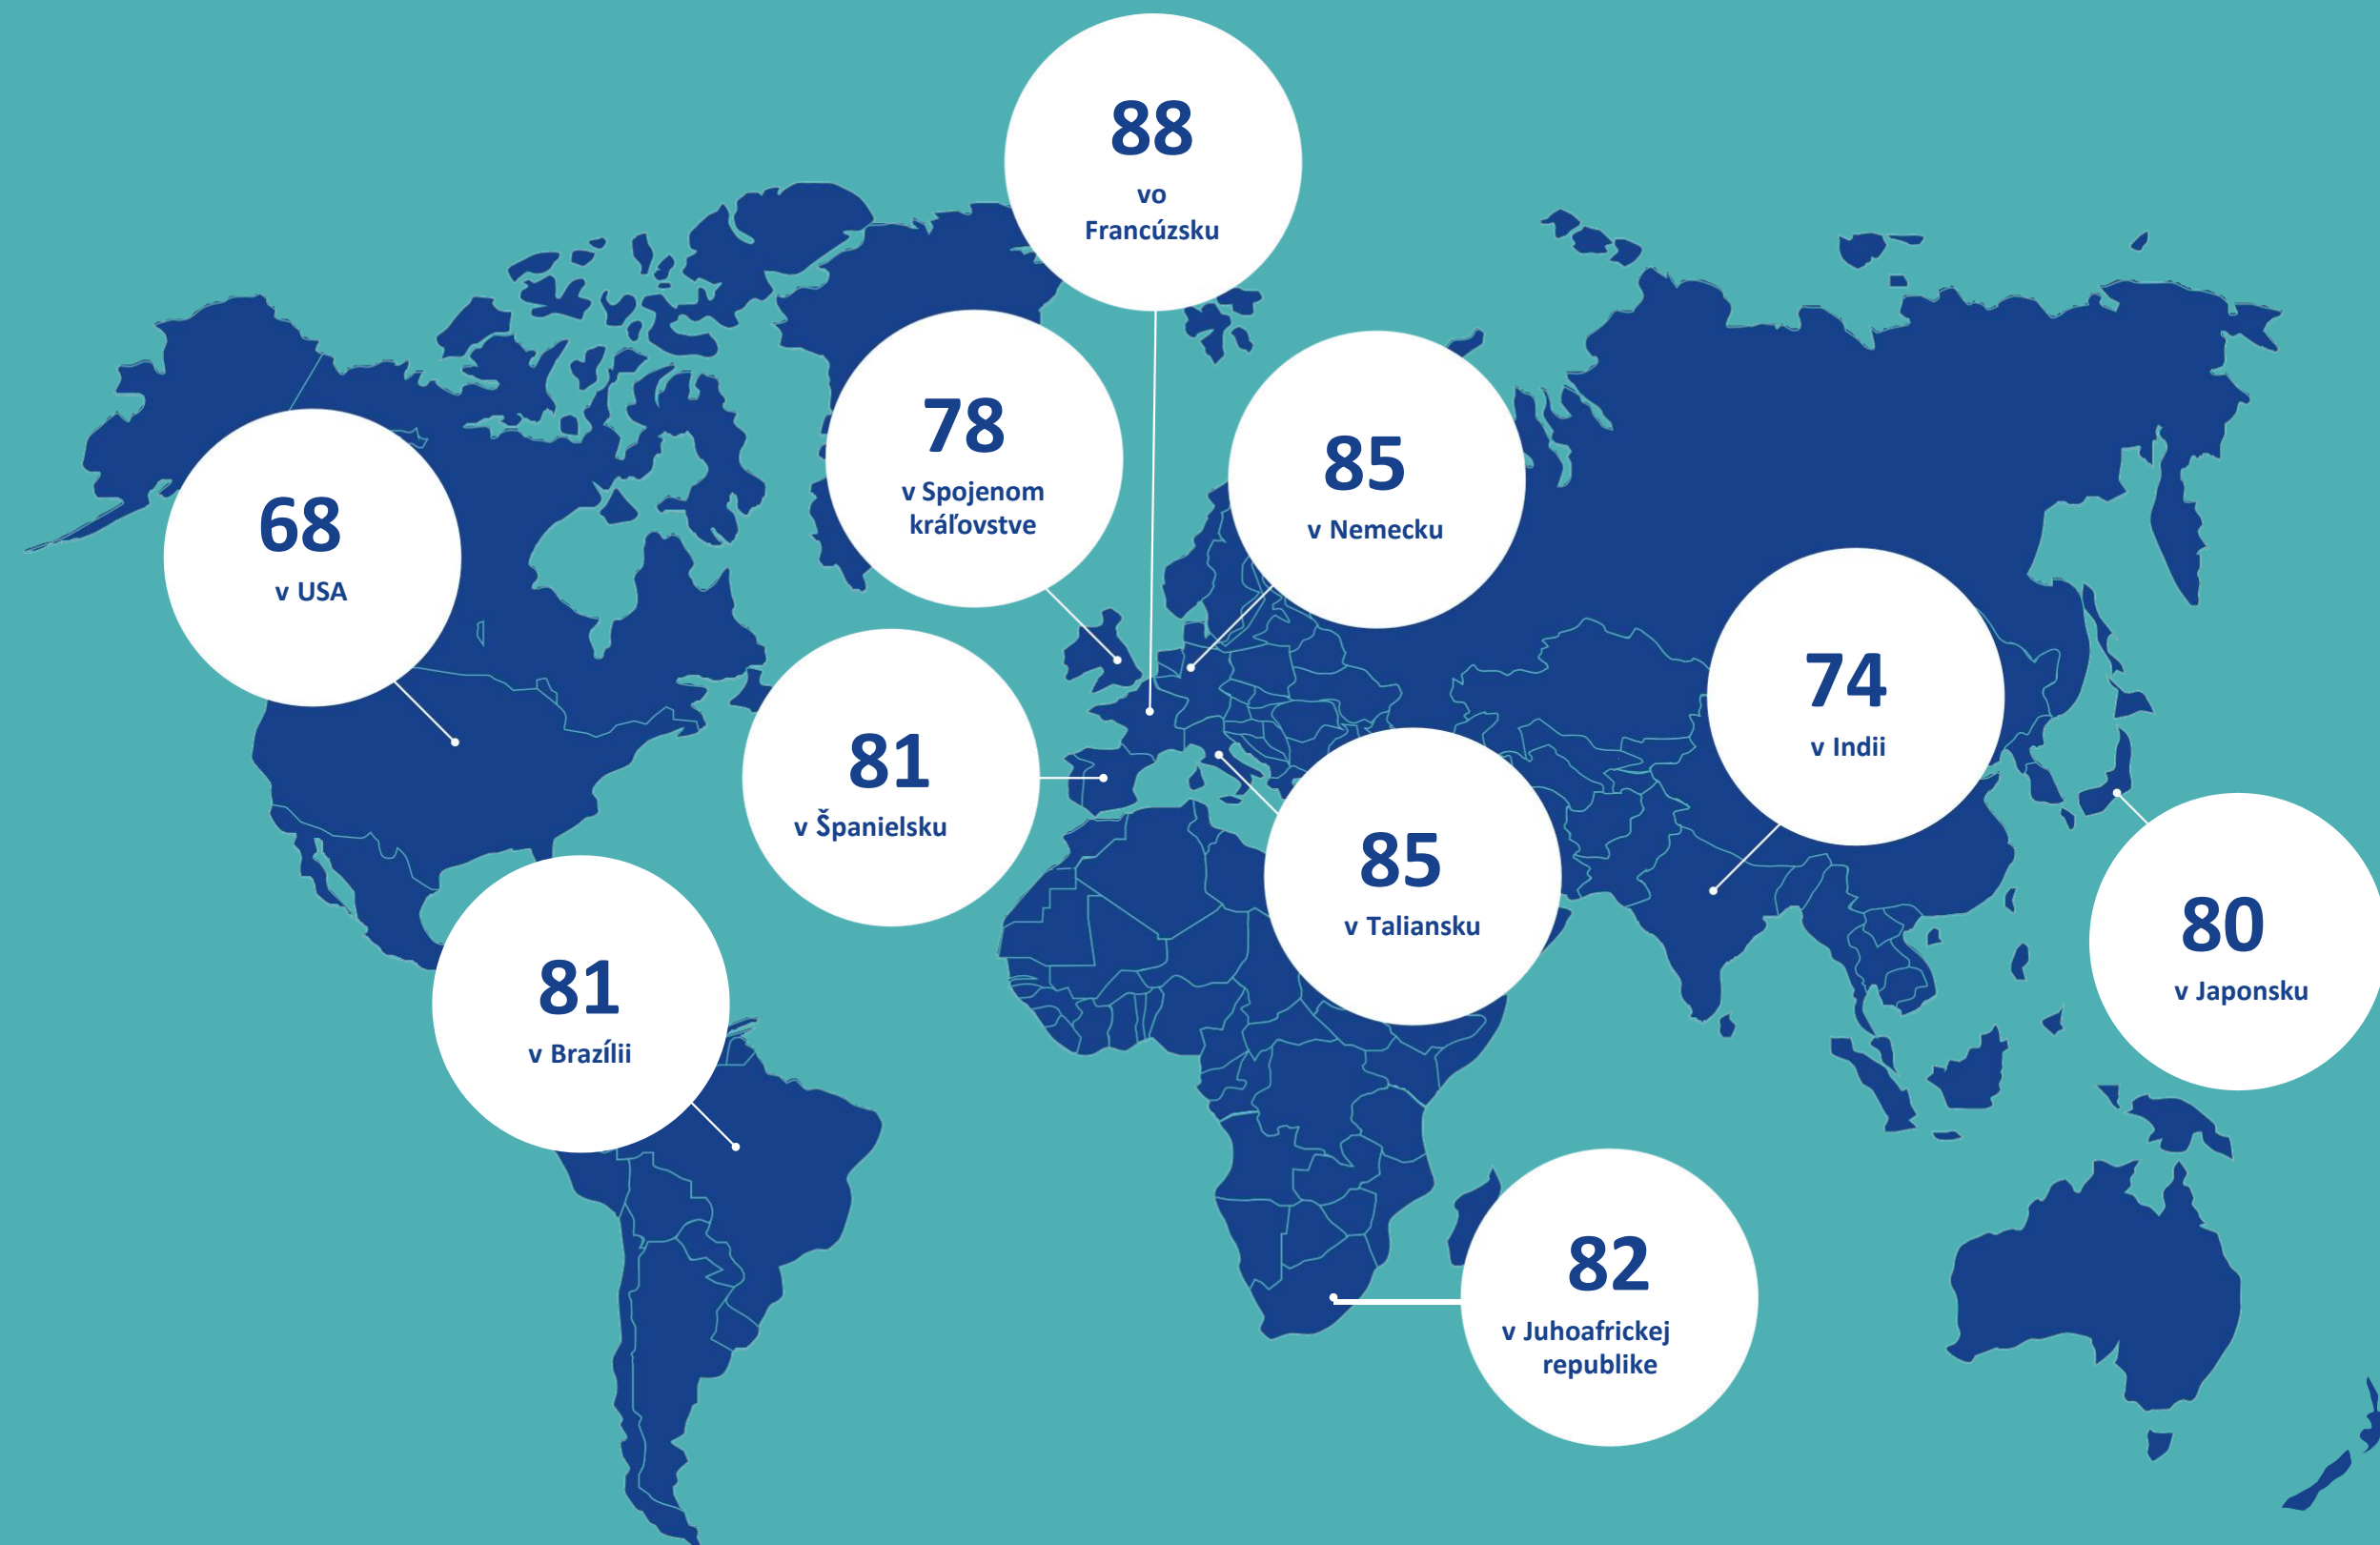 88
vo
Francúzsku
78
v Spojenom
kráľovstve
85
v Nemecku
68
v USA
74
v Indii
81
v Španielsku
85
v Taliansku
80
v Japonsku
81
v Brazílii
82
v Juhoafrickej
republike